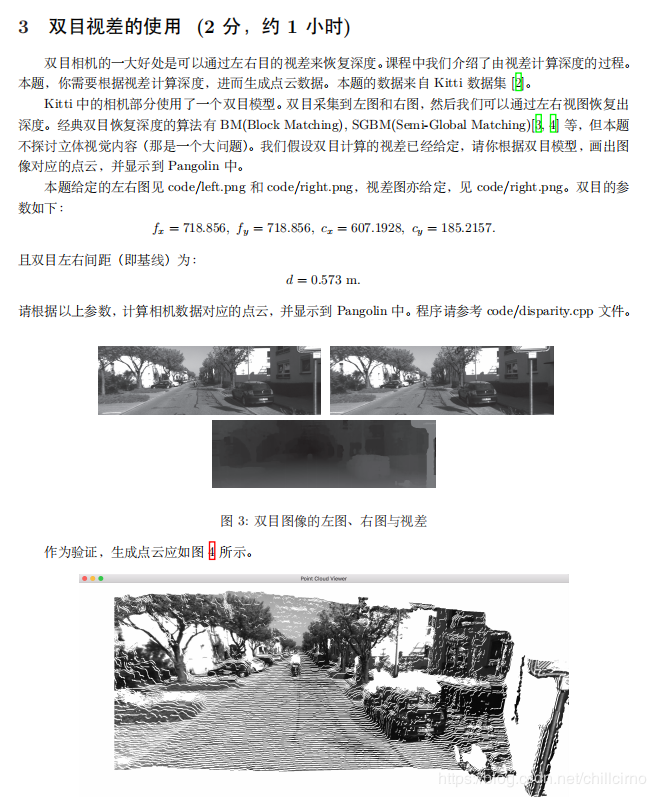 3 双目视差的使用 (2 分，约 1 小时)
双目相机的一大好处是可以通过左右目的视差来恢复深度。课程中我们介绍了由视差计算深度的过程。
本题，你需要根据视差计算深度，进而生成点云数据。本题的数据来自 Kitti 数据集 [2]。
Kitti 中的相机部分使用了一个双目模型。双目采集到左图和右图，然后我们可以通过左右视图恢复出
深度。经典双目恢复深度的算法有 BM(Block Matching), SGBM(Semi-Global Matching)[3, 4] 等，但本题
不探讨立体视觉内容（那是一个大问题）。我们假设双目计算的视差已经给定，请你根据双目模型，画出图
像对应的点云，并显示到 Pangolin 中。
本题给定的左右图见 code/left.png 和 code/right.png，视差图亦给定，见 code/right.png。双目的参
数如下：
fx = 718.856, fy = 718.856, cx = 607.1928, cy = 185.2157.
且双目左右间距（即基线）为：
d = 0.573 m.
请根据以上参数，计算相机数据对应的点云，并显示到 Pangolin 中。程序请参考 code/disparity.cpp 文件。
图 3: 双目图像的左图、右图与视差
作为验证，生成点云应如图 4 所示。
Point Cloud Viewer
https://blog.csdn.net/chillclmo